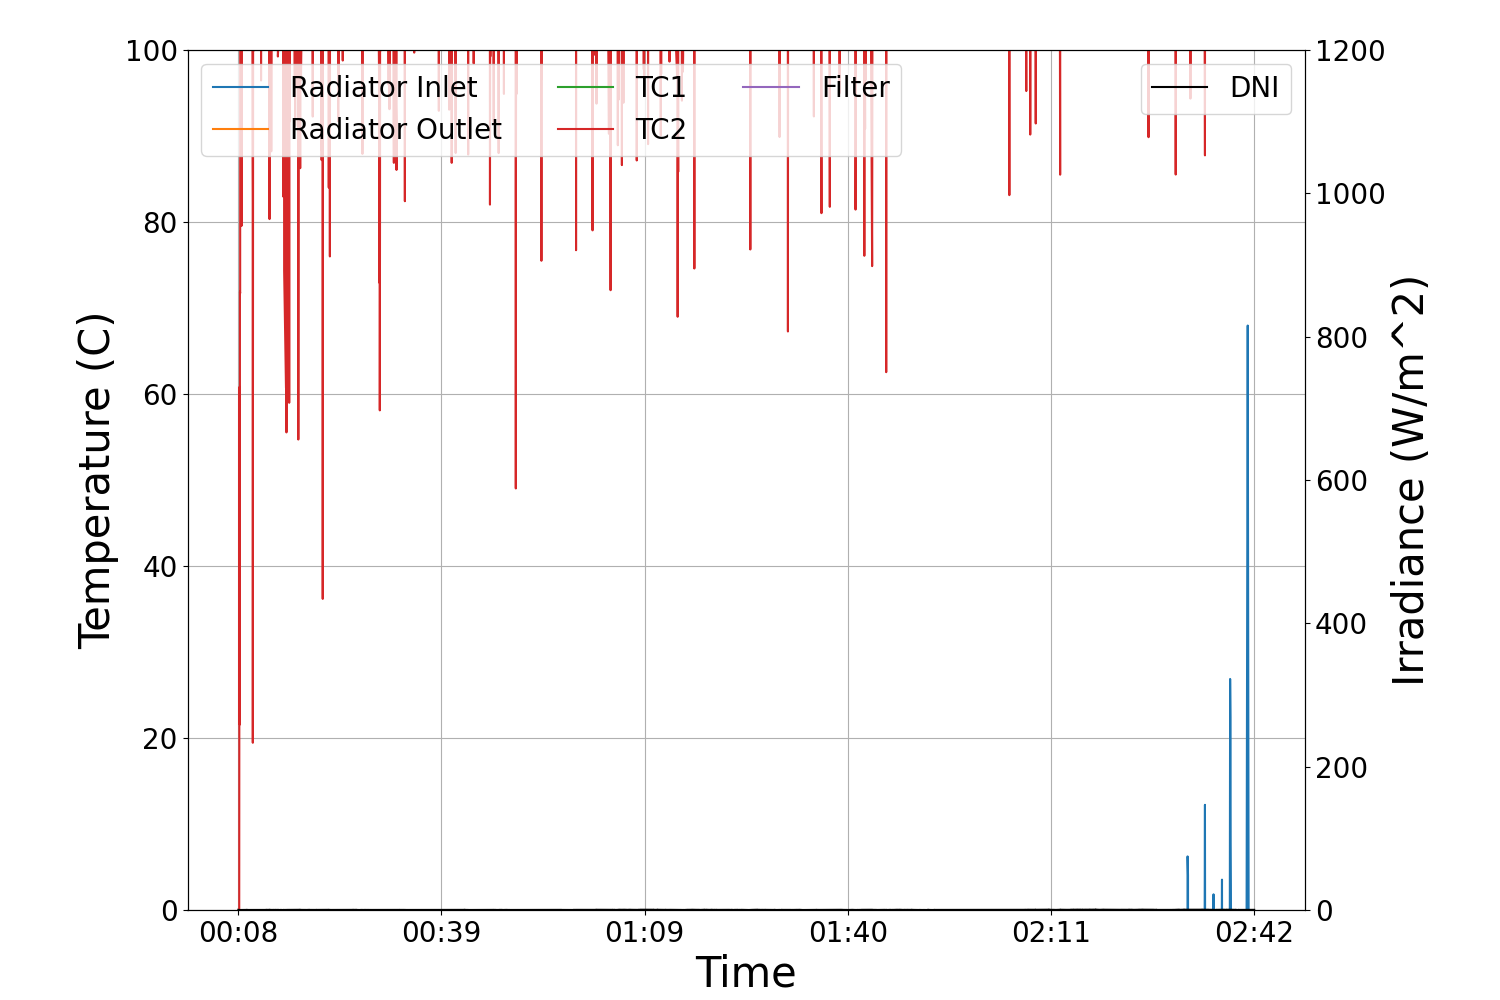 100
80
60
40
20
0
Temperature (C)
Radiator Inlet
Radiator Outlet
TC1
TC2
Filter
DNI
1200
1000
800
600
400
200
0
Irradiance (W/m^2)
00:08 00:39 01:09 01:40 02:11 02:42
Time